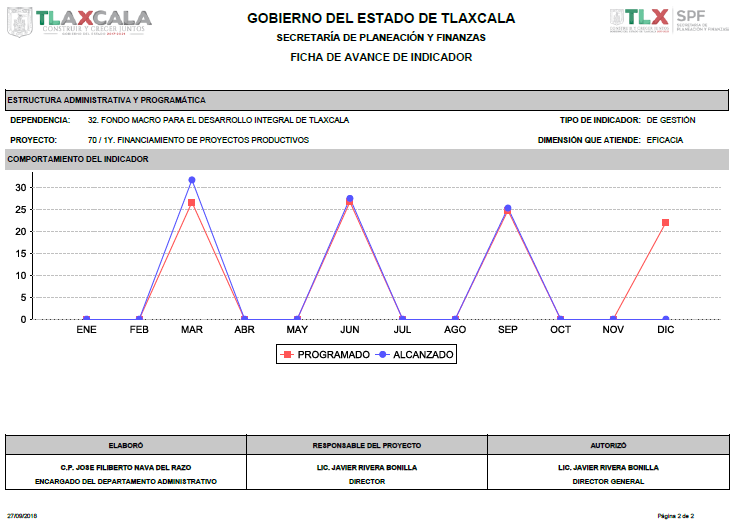 TLAXCALA
CONSTRUIR Y CRECER JUNTOS
GOBIERNO DEL ESTADO DE TLAXCALA
SECRETARÍA DE PLANEACIÓN Y FINANZAS
FICHA DE AVANCE DE INDICADOR
TLX
SPF
SECRETARÍA DE
PLANEACIÓN Y FINANZAS
ESTRUCTURA ADMINISTRATIVA Y PROGRAMÁTICA
DEPENDENCIA: 32. FONDO MACRO PARA EL DESARROLLO INTEGRAL DE TLAXCALA TIPO DE INDICADOR: DE GESTIÓN
PROYECTO: 70 / 1Y. FINANCIAMIENTO DE PROYECTOS PRODUCTIVOS DIMENSIÓN QUE ATIENDE: EFICACIA
COMPORTAMIENTO DEL INDICADOR
30
25
20
15
10
5
0
ENE FEB MAR ABR MAY JUN JUL AGO SEP OCT NOV DIC
PROGRAMADO ALCANZADO
ELABORÓ RESPONSABLE DEL PROYECTO AUTORIZÓ
C.P. JOSE FILIBERTO NAVA DEL RAZO LIC. JAVIER RIVERA BONILLA LIC. JAVIER RIVERA BONILLA
ENCARGADO DEL DEPARTAMENTO ADMINISTRATIVO DIRECTOR DIRECTOR GENERAL
27/09/2018 Página 2 de 2